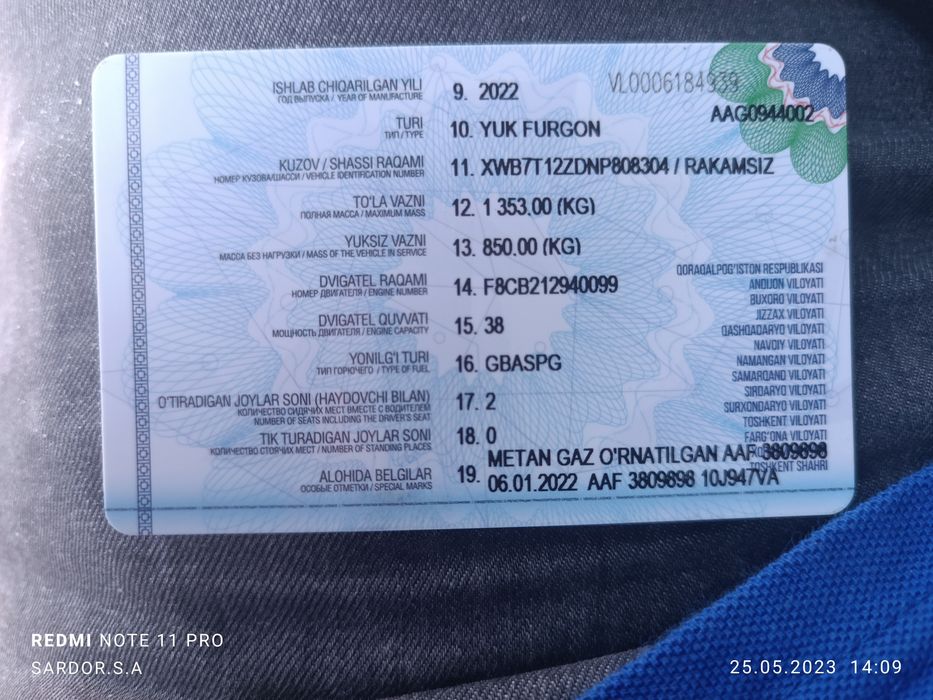 VL0006184939
AAG0944002
ISHLAB CHIQARILGAN YILI 9. 2022
ГОД ВЫПУСКА / YEAR OF MANUFACTURE
TURI 10. YUK FURGON
ТИП / TYPE
KUZOV / SHASSI RAQAMI 11. XWB7T12ZDNP808304 / RAKAMSIZ
НОМЕР КУЗОВА/ШАССИ / VEHICLE IDENTIFICATION NUMBER
TO'LA VAZNI 12. 1 353.00 (KG)
ПОЛНАЯ МАССА / MAXIMUM MASS
YUKSIZ VAZNI 13. 850.00 (KG)
МАССА БЕЗ НАГРУЗКИ / MASS OF THE VEHICLE IN SERVICE
DVIGATEL RAQAMI 14. F8CB212940099
НОМЕР ДВИГАТЕЛЯ / ENGINE NUMBER
DVIGATEL QUVVATI 15. 38
МОЩНОСТЬ ДВИГАТЕЛЯ / ENGINE CAPACITY
YONILG'I TURI 16. GBASPG
ТИП ГОРЮЧЕГО / TYPE OF FUEL
O'TIRADIGAN JOYLAR SONI (HAYDOVCHI BILAN) 17. 2
КОЛИЧЕСТВО СИДЯЧИХ МЕСТ ВМЕСТЕ С ВОДИТЕЛЕМ
NUMBER OF SEATS INCLUDING THE DRIVER'S SEAT
TIK TURADIGAN JOYLAR SONI 18. 0
КОЛИЧЕСТВО СТОЯЧИХ МЕСТ / NUMBER OF STANDING PLACES
ALOHIDA BELGILAR 19. METAN GAZ O'RNATILGAN AAF 3809898
ОСОБЫЕ ОТМЕТКИ / SPECIAL MARKS
06.01.2022 AAF 3809898 10J947VA
QORAQALPOG'ISTON RESPUBLIKASI
ANDIJON VILOYATI
BUXORO VILOYATI
JIZZAX VILOYATI
QASHQADARYO VILOYATI
NAVOIY VILOYATI
NAMANGAN VILOYATI
SAMARQAND VILOYATI
SIRDARYO VILOYATI
SURXONDARYO VILOYATI
TOSHKENT VILOYATI
FARG'ONA VILOYATI
TOSHKENT SHAHRI
REDMI NOTE 11 PRO
SARDOR.S.A
25.05.2023 14:09